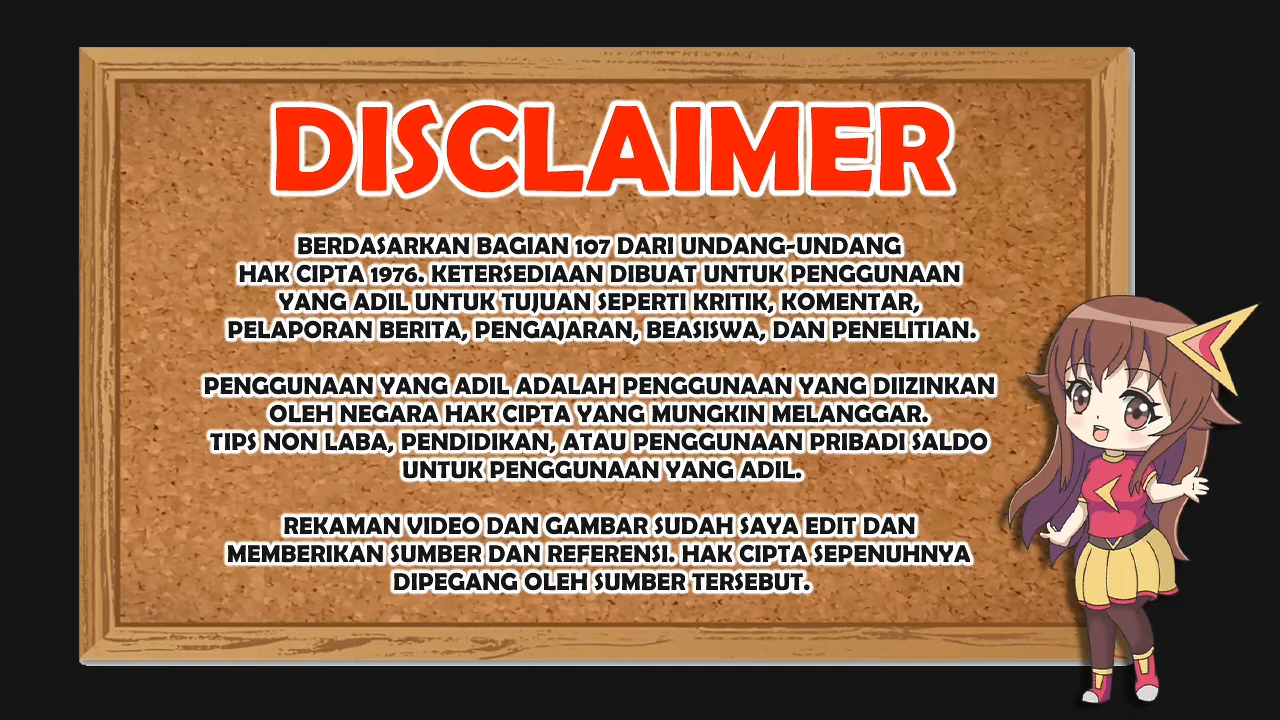 DISCLAIMER
BERDASARKAN BAGIAN 107 DARI UNDANG-UNDANG
HAK CIPTA 1976. KETERSEDIAAN DIBUAT UNTUK PENGGUNAAN
YANG ADIL UNTUK TUJUAN SEPERTI KRITIK, KOMENTAR,
PELAPORAN BERITA, PENGAJARAN, BEASISWA, DAN PENELITIAN.
PENGGUNAAN YANG ADIL ADALAH PENGGUNAAN YANG DIIZINKAN
OLEH NEGARA HAK CIPTA YANG MUNGKIN MELANGGAR.
TIPS NON LABA, PENDIDIKAN, ATAU PENGGUNAAN PRIBADI SALDO
UNTUK PENGGUNAAN YANG ADIL.
REKAMAN VIDEO DAN GAMBAR SUDAH SAYA EDIT DAN
MEMBERIKAN SUMBER DAN REFERENSI. HAK CIPTA SEPENUHNYA
DIPEGANG OLEH SUMBER TERSEBUT.